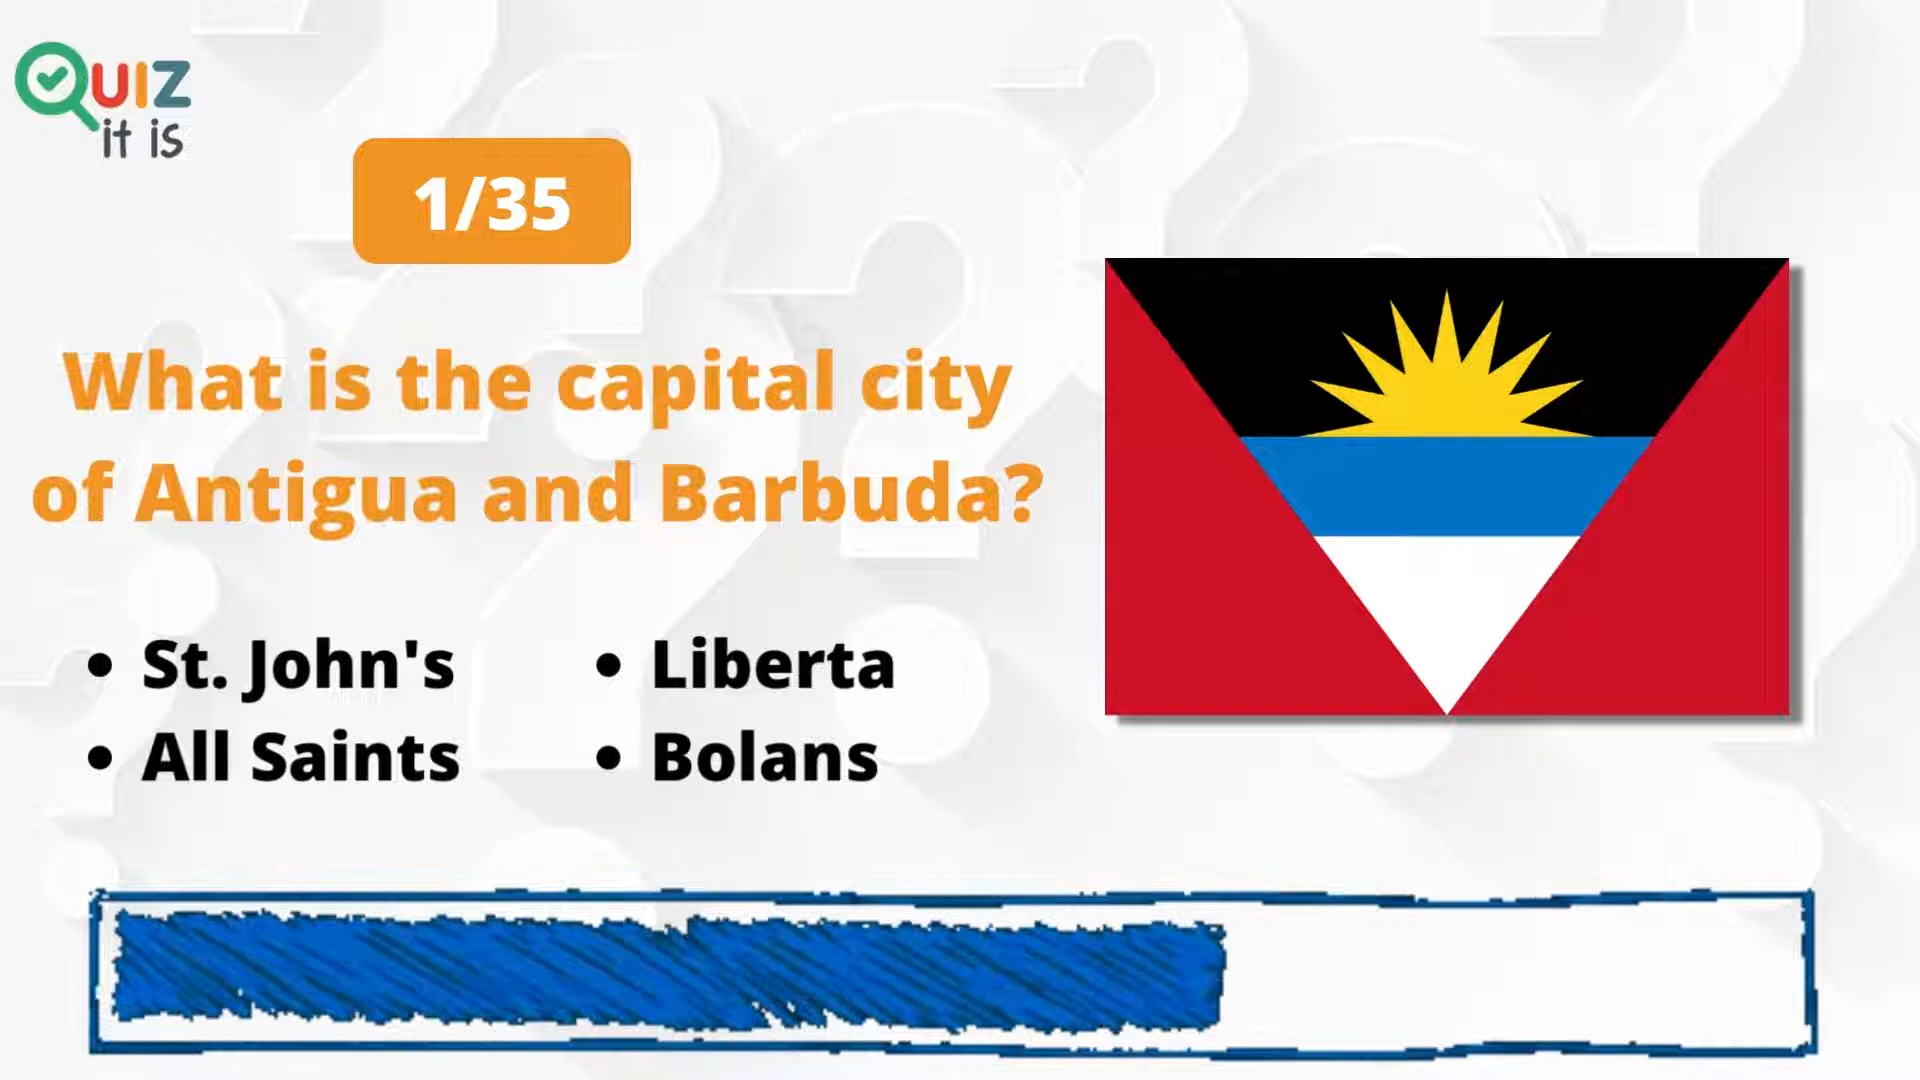 QUIZ
it is
1/35
What is the capital city
of Antigua and Barbuda?
St. John's
All Saints
Liberta
Bolans